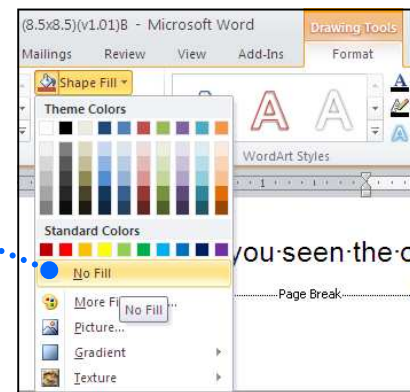 (8.5x8.5)(v1.01)B - Microsoft Word
Drawing Tools
Mailings Review View Add-Ins Format
Shape Fill
Theme Colors
A A A
WordArt Styles
1
Standard Colors
you·seen·the·
No Fill
Page Break
More No Fill ...
Picture...
Gradient
Texture